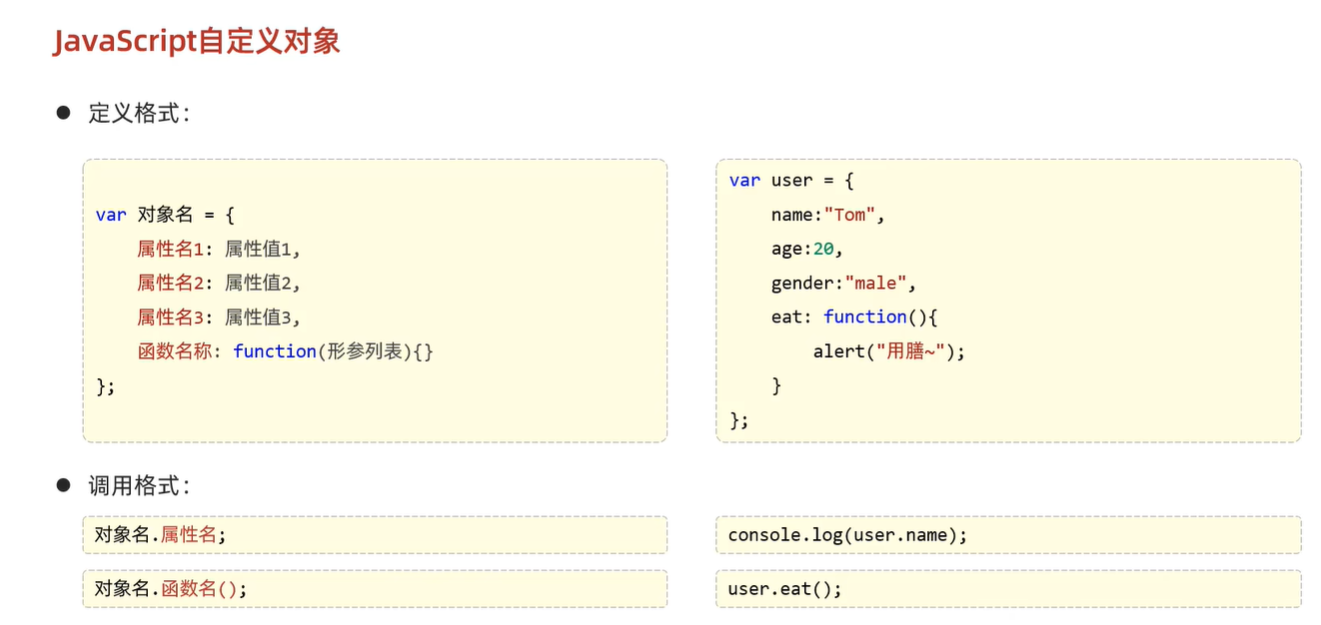 JavaScript自定义对象
● 定义格式：
var 对象名 = {
    属性名1: 属性值1,
    属性名2: 属性值2,
    属性名3: 属性值3,
    函数名称: function(形参列表){}
};
var user = {
    name:"Tom",
    age:20,
    gender:"male",
    eat: function(){
        alert("用膳~");
    }
};
● 调用格式：
对象名.属性名;
console.log(user.name);
对象名.函数名();
user.eat();